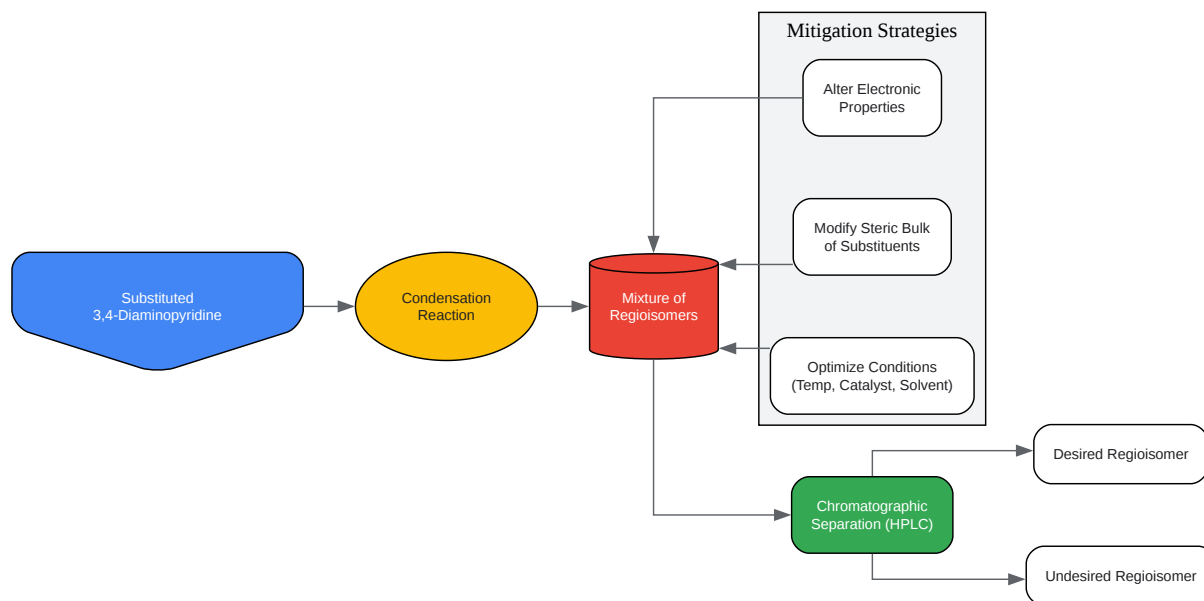 Mitigation Strategies
Alter Electronic
Properties
Modify Steric Bulk
of Substituents
Substituted
3,4-Diaminopyridine
Condensation
Reaction
Mixture of
Regioisomers
Optimize Conditions
(Temp, Catalyst, Solvent)
Desired Regioisomer
Chromatographic
Separation (HPLC)
Undesired Regioisomer